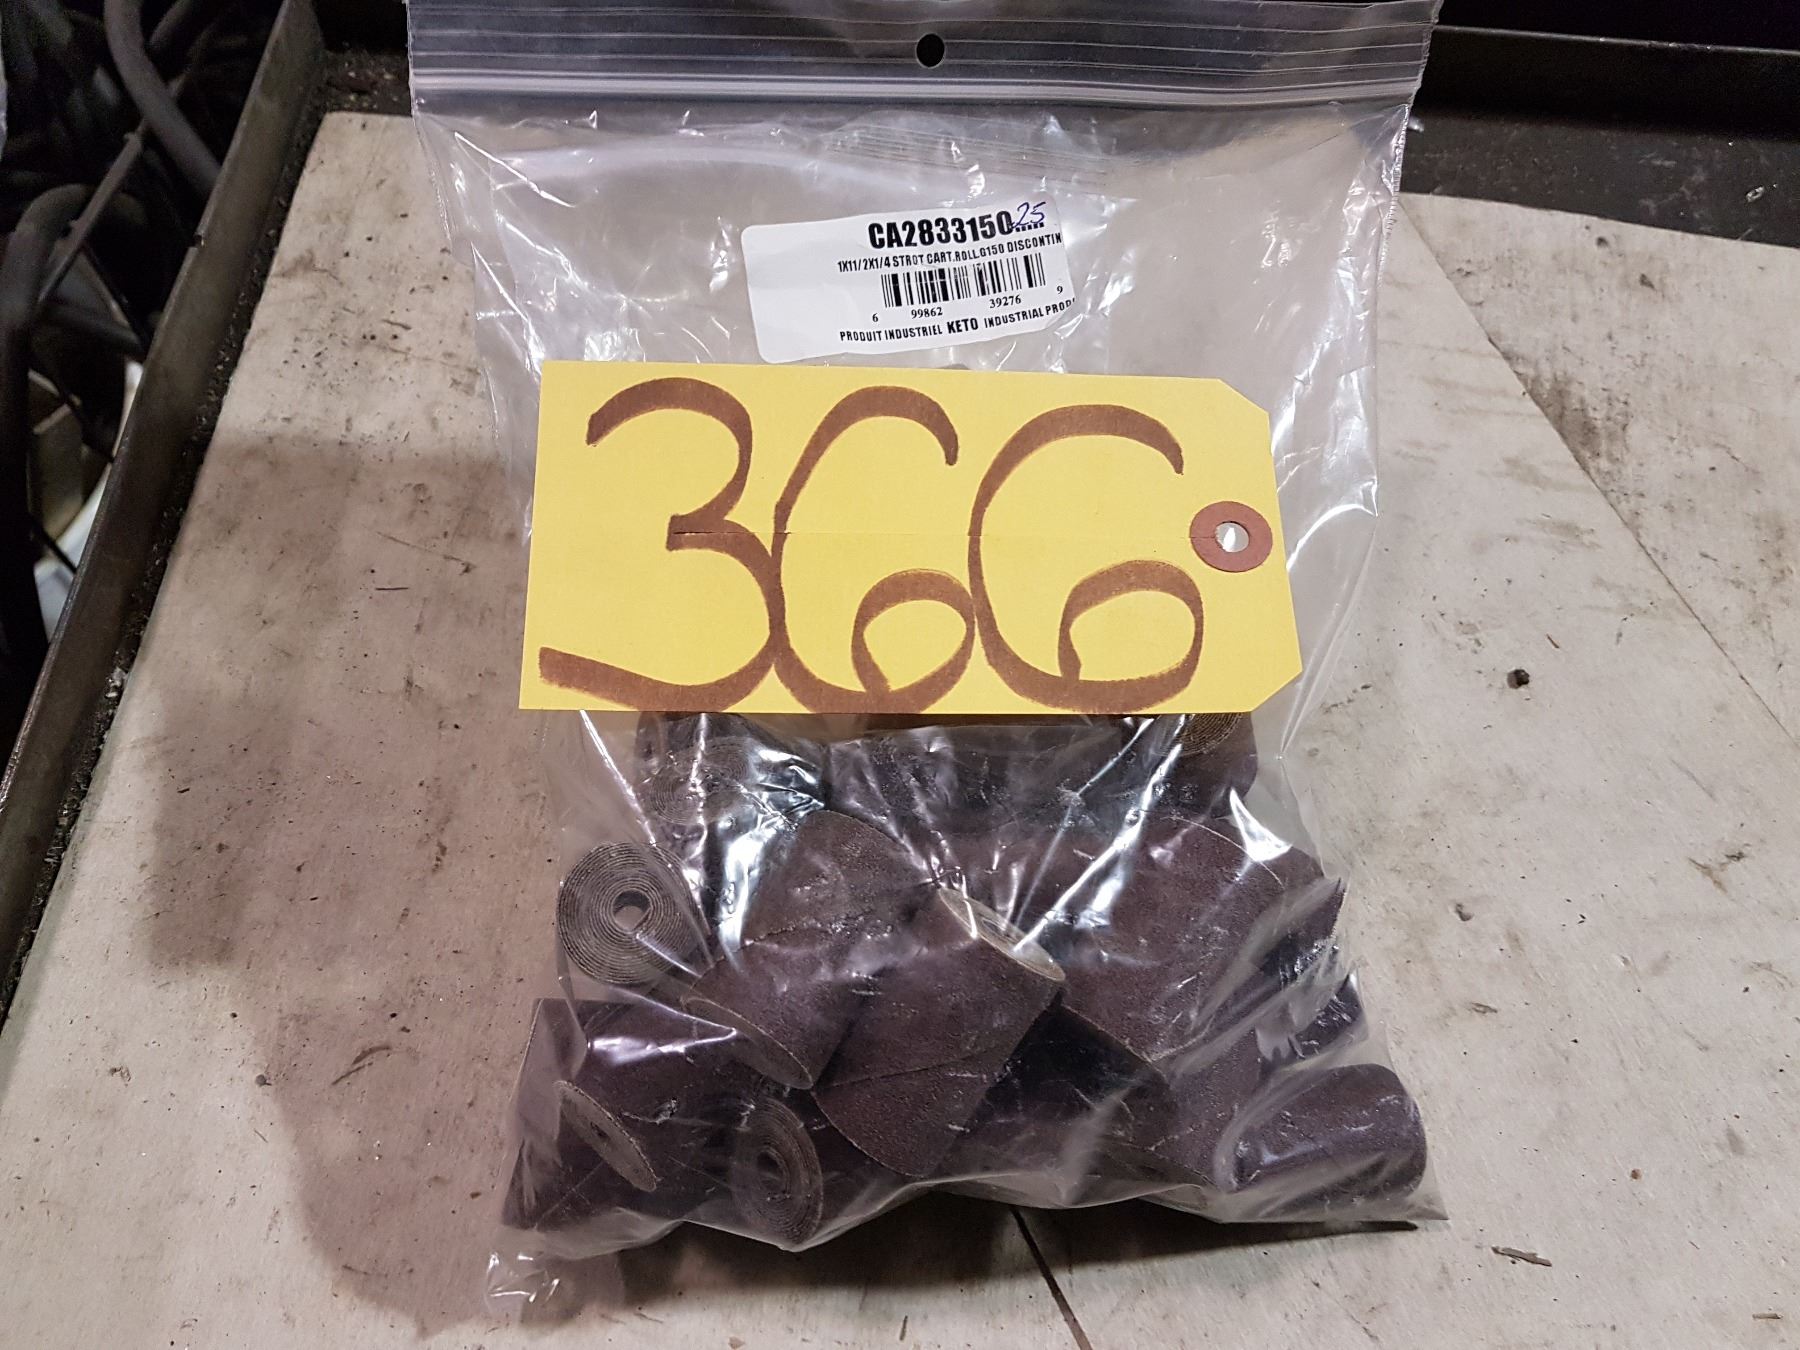 CA2833150 25
1X11/2X1/4 STROT CART.ROLL.G150 DISCONTIN
6 99862 39276 9
PRODUIT INDUSTRIEL KETO INDUSTRIAL PROD
366